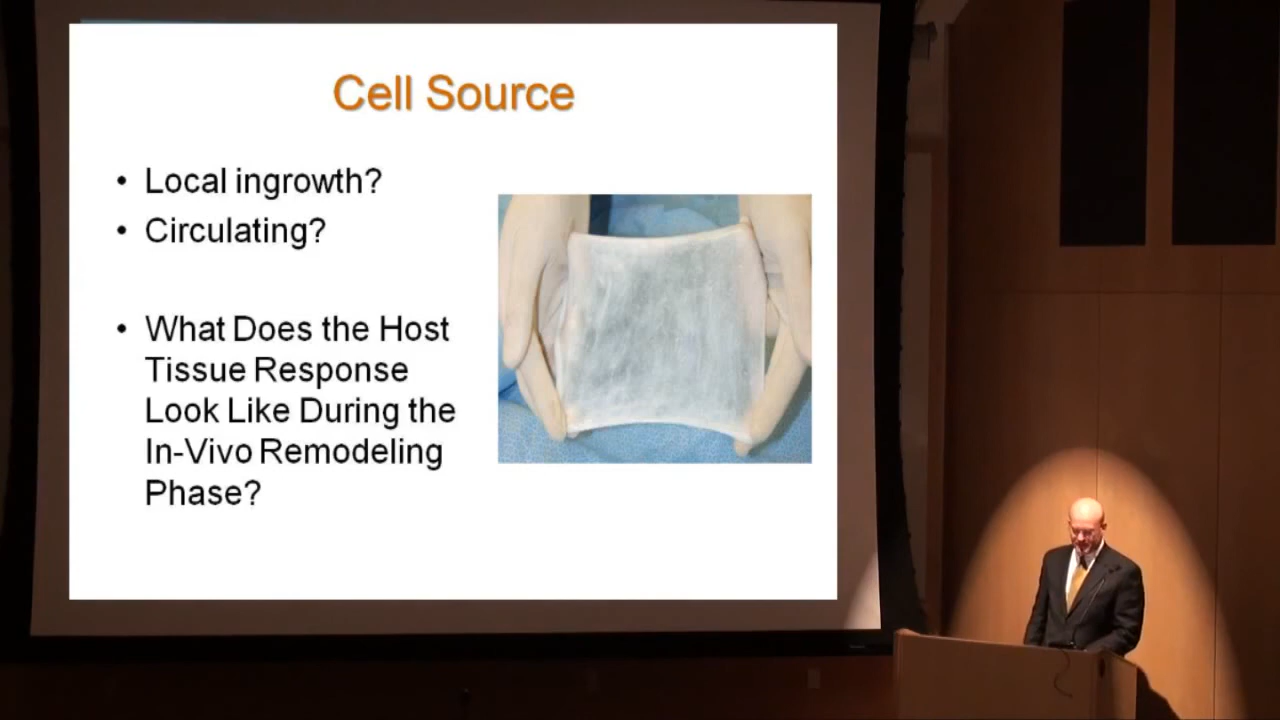 Cell Source
• Local ingrowth?
• Circulating?
• What Does the Host
Tissue Response
Look Like During the
In-Vivo Remodeling
Phase?